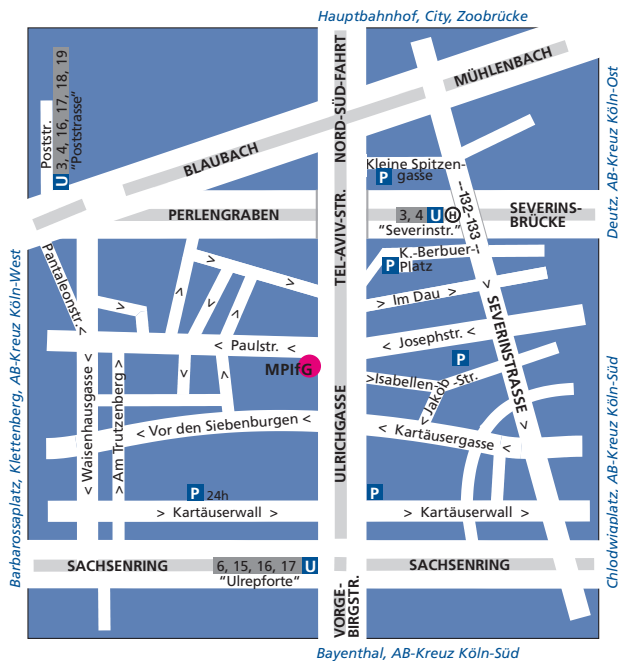 Hauptbahnhof, City, Zoobrücke
NORD-SÜD-FAHRT
MÜHLENBACH
BLAUBACH
Poststr.
U 3, 4, 16, 17, 18, 19
"Poststrasse"
Kleine Spitzen-
gasse
P
PERLENGRABEN
TEL-AVIV-STR.
3, 4 U H
"Severinstr."
--132-133--
SEVERINS-
BRÜCKE
Deutz, AB-Kreuz Köln-Ost
K.-Berbuer-
P Platz
Pantaleonstr.
> Im Dau >
< SEVERINSTRASSE >
< Paulstr. <
< Josephstr. <
P
MPIfG
>Isabellen-
<Jakob-Str.
< Waisenhausgasse <
< Am Trutzenberg >
ULRICHGASSE
< Vor den Siebenburgen <
< Kartäusergasse <
P 24h
P
> Kartäuserwall >
> Kartäuserwall >
SACHSENRING
6, 15, 16, 17 U
"Ulrepforte"
SACHSENRING
VORGE-
BIRGSTR.
Barbarossaplatz, Klettenberg, AB-Kreuz Köln-West
Chlodwigplatz, AB-Kreuz Köln-Süd
Bayenthal, AB-Kreuz Köln-Süd